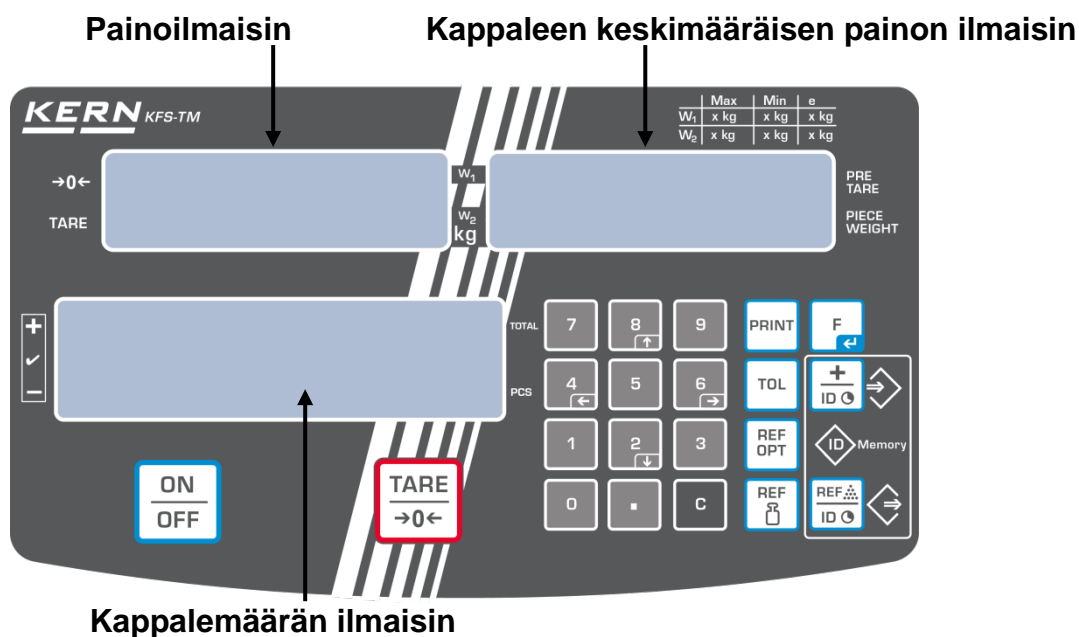 Painoilmaisin Kappaleen keskimääräisen painon ilmaisin
KERN KFS-TM
Max Min e
W₁ x kg x kg x kg
W₂ x kg x kg x kg
→0←
TARE
W₁
W₂
kg
PRE
TARE
PIECE
WEIGHT
+
✔
−
TOTAL
PCS
7 8 ↑ 9 PRINT F ↵
4 ← 5 6 → TOL + ID
1 2 ↓ 3 REF OPT ID Memory
0 . C REF REF ID
ON
OFF
TARE
→0←
Kappalemäärän ilmaisin